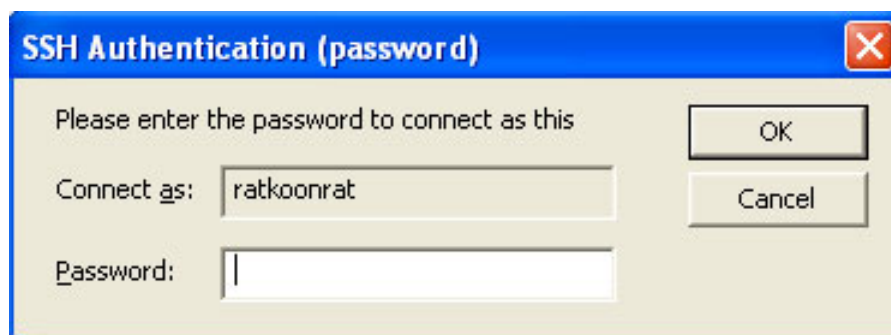 SSH Authentication (password)
Please enter the password to connect as this
OK
Connect as: ratkoonrat
Cancel
Password: